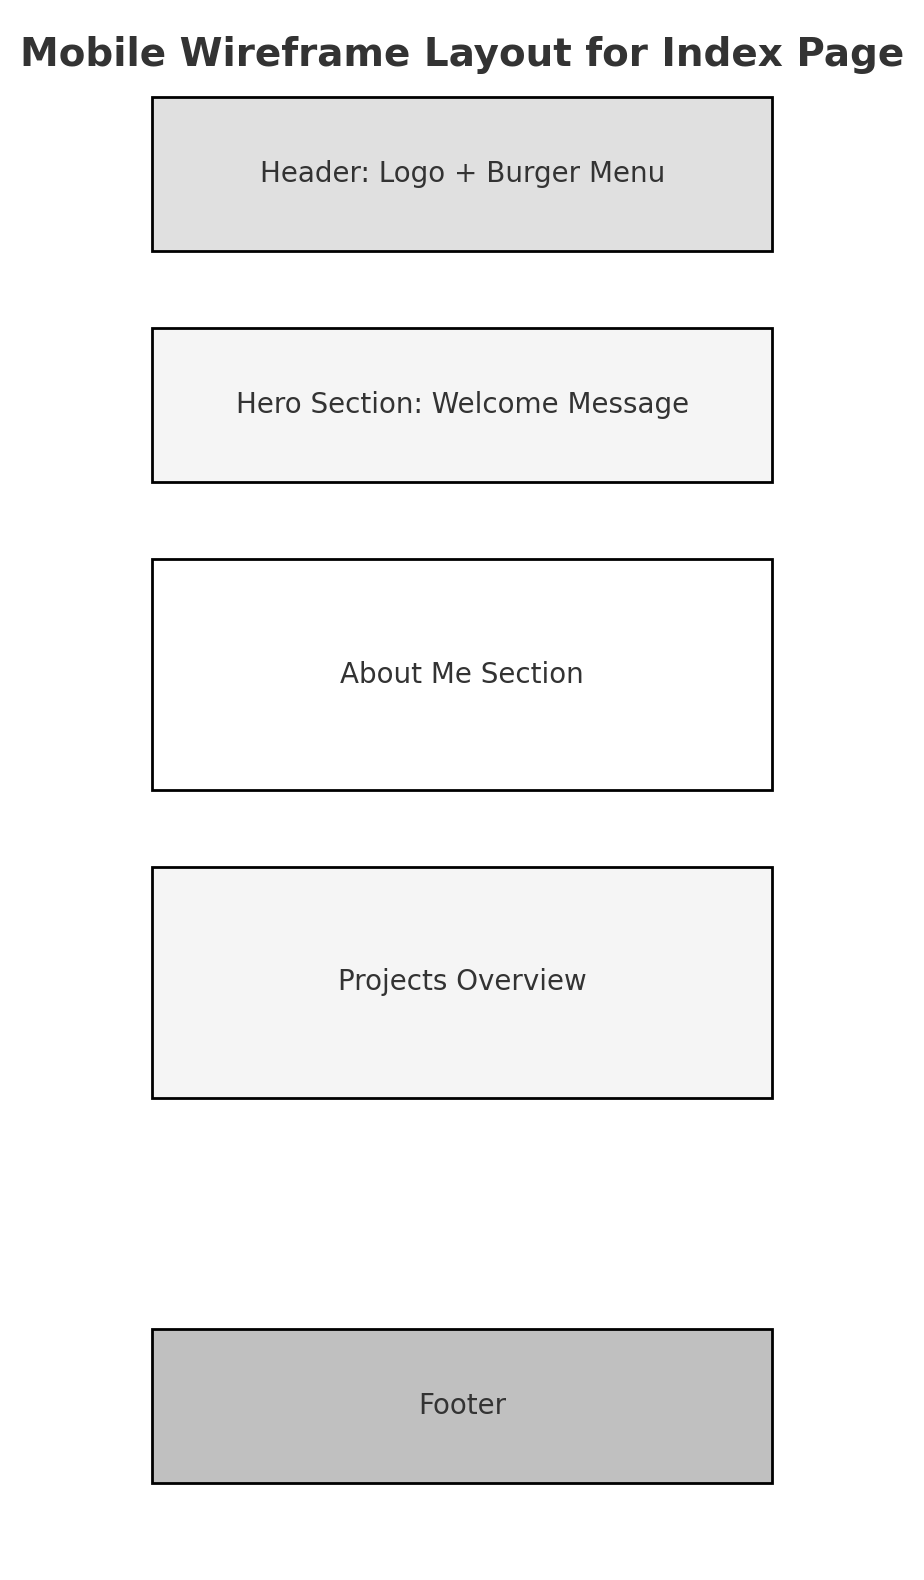 Mobile Wireframe Layout for Index Page
Header: Logo + Burger Menu
Hero Section: Welcome Message
About Me Section
Projects Overview
Footer